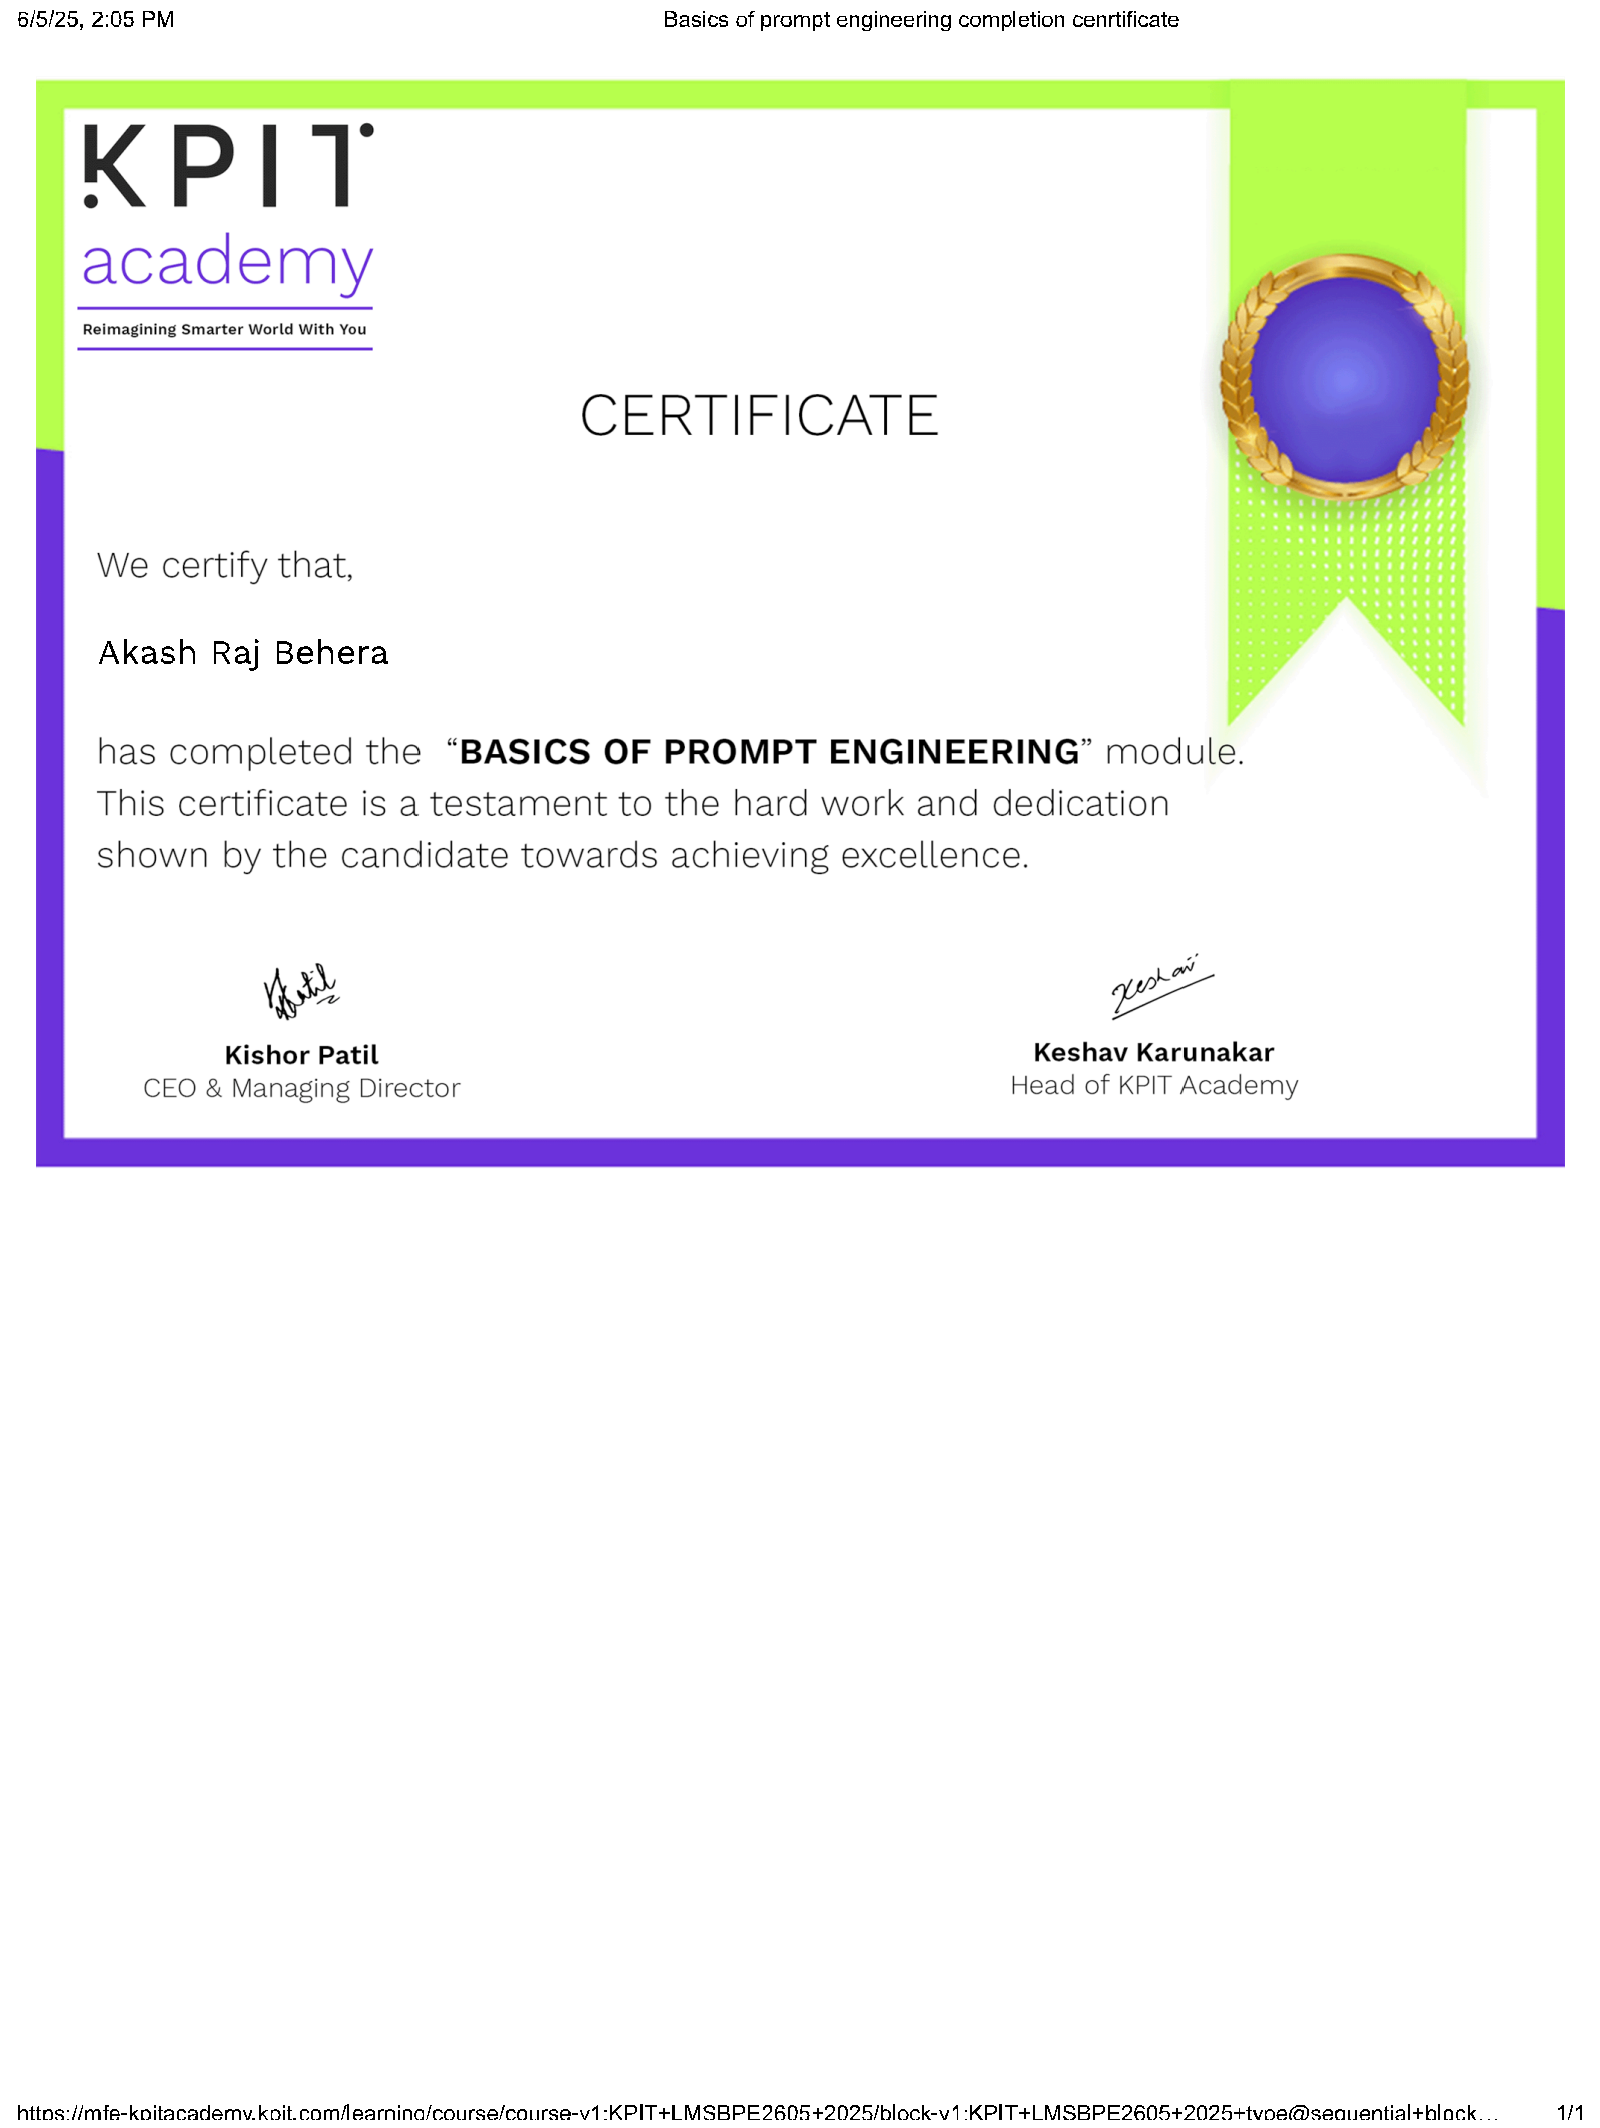 6/5/25, 2:05 PM
Basics of prompt engineering completion cenrtificate
KPIT
academy
Reimagining Smarter World With You
CERTIFICATE
We certify that,
Akash Raj Behera
has completed the “BASICS OF PROMPT ENGINEERING” module.
This certificate is a testament to the hard work and dedication
shown by the candidate towards achieving excellence.
KPatil
Keshav
Kishor Patil
CEO & Managing Director
Keshav Karunakar
Head of KPIT Academy
https://mfe-kpitacademy.kpit.com/learning/course/course-v1:KPIT+LMSBPE2605+2025/block-v1:KPIT+LMSBPE2605+2025+type@sequential+block…
1/1